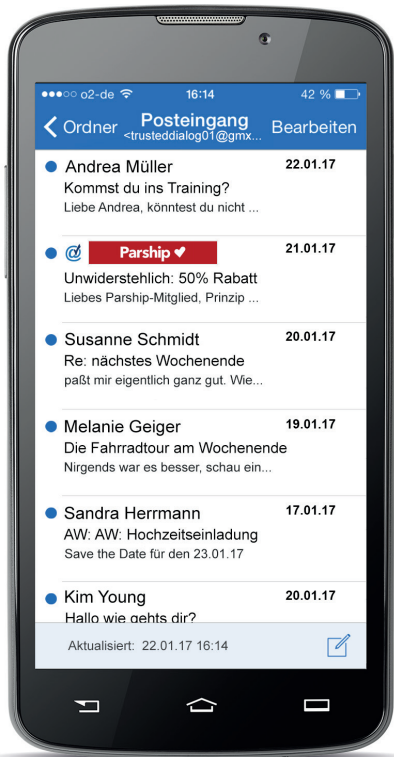 o2-de 16:14 42 %
Ordner Posteingang Bearbeiten
<trusteddialog01@gmx...
Andrea Müller 22.01.17
Kommst du ins Training?
Liebe Andrea, könntest du nicht ...
Parship 21.01.17
Unwiderstehlich: 50% Rabatt
Liebes Parship-Mitglied, Prinzip ...
Susanne Schmidt 20.01.17
Re: nächstes Wochenende
paßt mir eigentlich ganz gut. Wie...
Melanie Geiger 19.01.17
Die Fahrradtour am Wochenende
Nirgends war es besser, schau ein...
Sandra Herrmann 17.01.17
AW: AW: Hochzeitseinladung
Save the Date für den 23.01.17
Kim Young 20.01.17
Hallo wie gehts dir?
Aktualisiert: 22.01.17 16:14